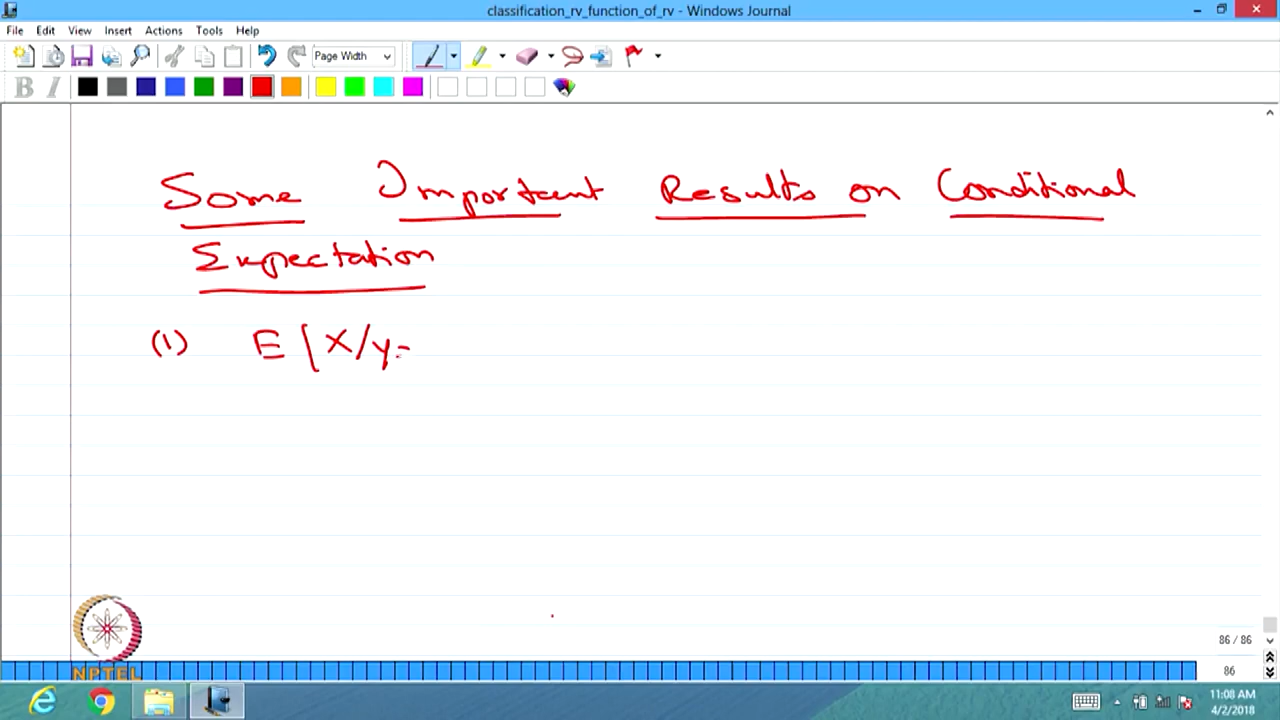 classification_rv_function_of_rv - Windows Journal
File Edit View Insert Actions Tools Help
Page Width
B I
Some Important Results on Conditional
Expectation
(1) E (X/y=
NPTEL
86 / 86
86
11:08 AM
4/2/2018